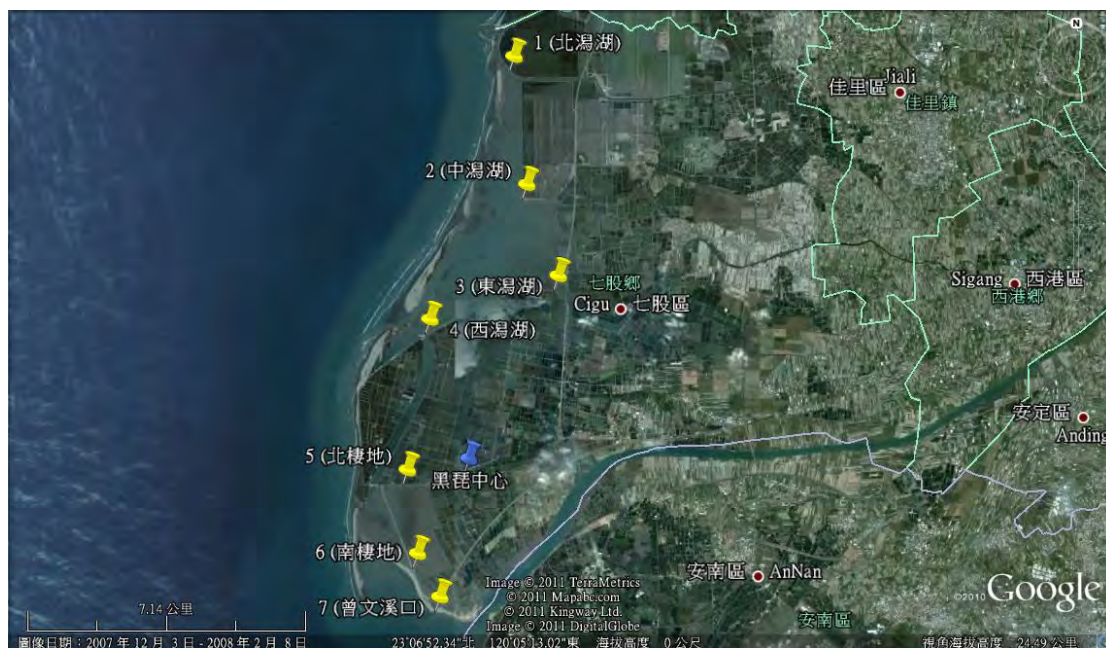 N
1 (北潟湖)
Jiali
佳里區
佳里鎮
2 (中潟湖)
3 (東潟湖)
七股鄉
Cigu 七股區
Sigang 西港區
西港鄉
4 (西潟湖)
安定區
Anding
5 (北棲地)
黑琵中心
6 (南棲地)
7 (曾文溪口)
安南區 AnNan
安南區
Image © 2011 TerraMetrics
© 2011 Mapabc.com
© 2011 Kingway Ltd.
Image © 2011 DigitalGlobe
©2010 Google
7.14 公里
圖像日期：2007 年 12 月 3 日 - 2008 年 2 月 8 日 23°06'52.34"北 120°05'13.02"東 海拔高度 0 公尺 視角海拔高度 24.49 公里